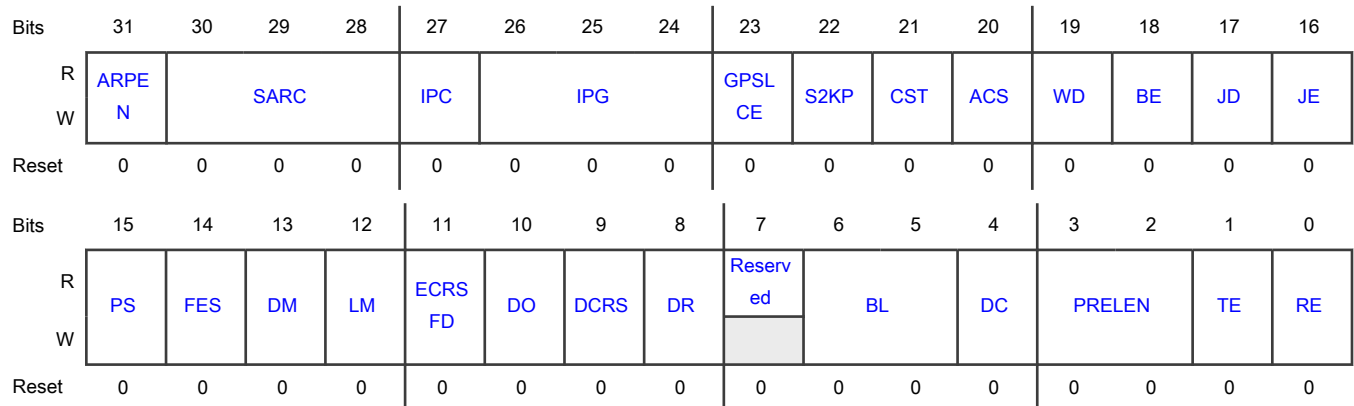 Bits 31 30 29 28 27 26 25 24 23 22 21 20 19 18 17 16
R
W
ARPE
N
SARC IPC IPG
GPSL
CE
S2KP CST ACS WD BE JD JE
Reset 0 0 0 0 0 0 0 0 0 0 0 0 0 0 0 0
Bits 15 14 13 12 11 10 9 8 7 6 5 4 3 2 1 0
R
W
PS FES DM LM
ECRS
FD
DO DCRS DR
Reserv
ed
BL DC PRELEN TE RE
Reset 0 0 0 0 0 0 0 0 0 0 0 0 0 0 0 0